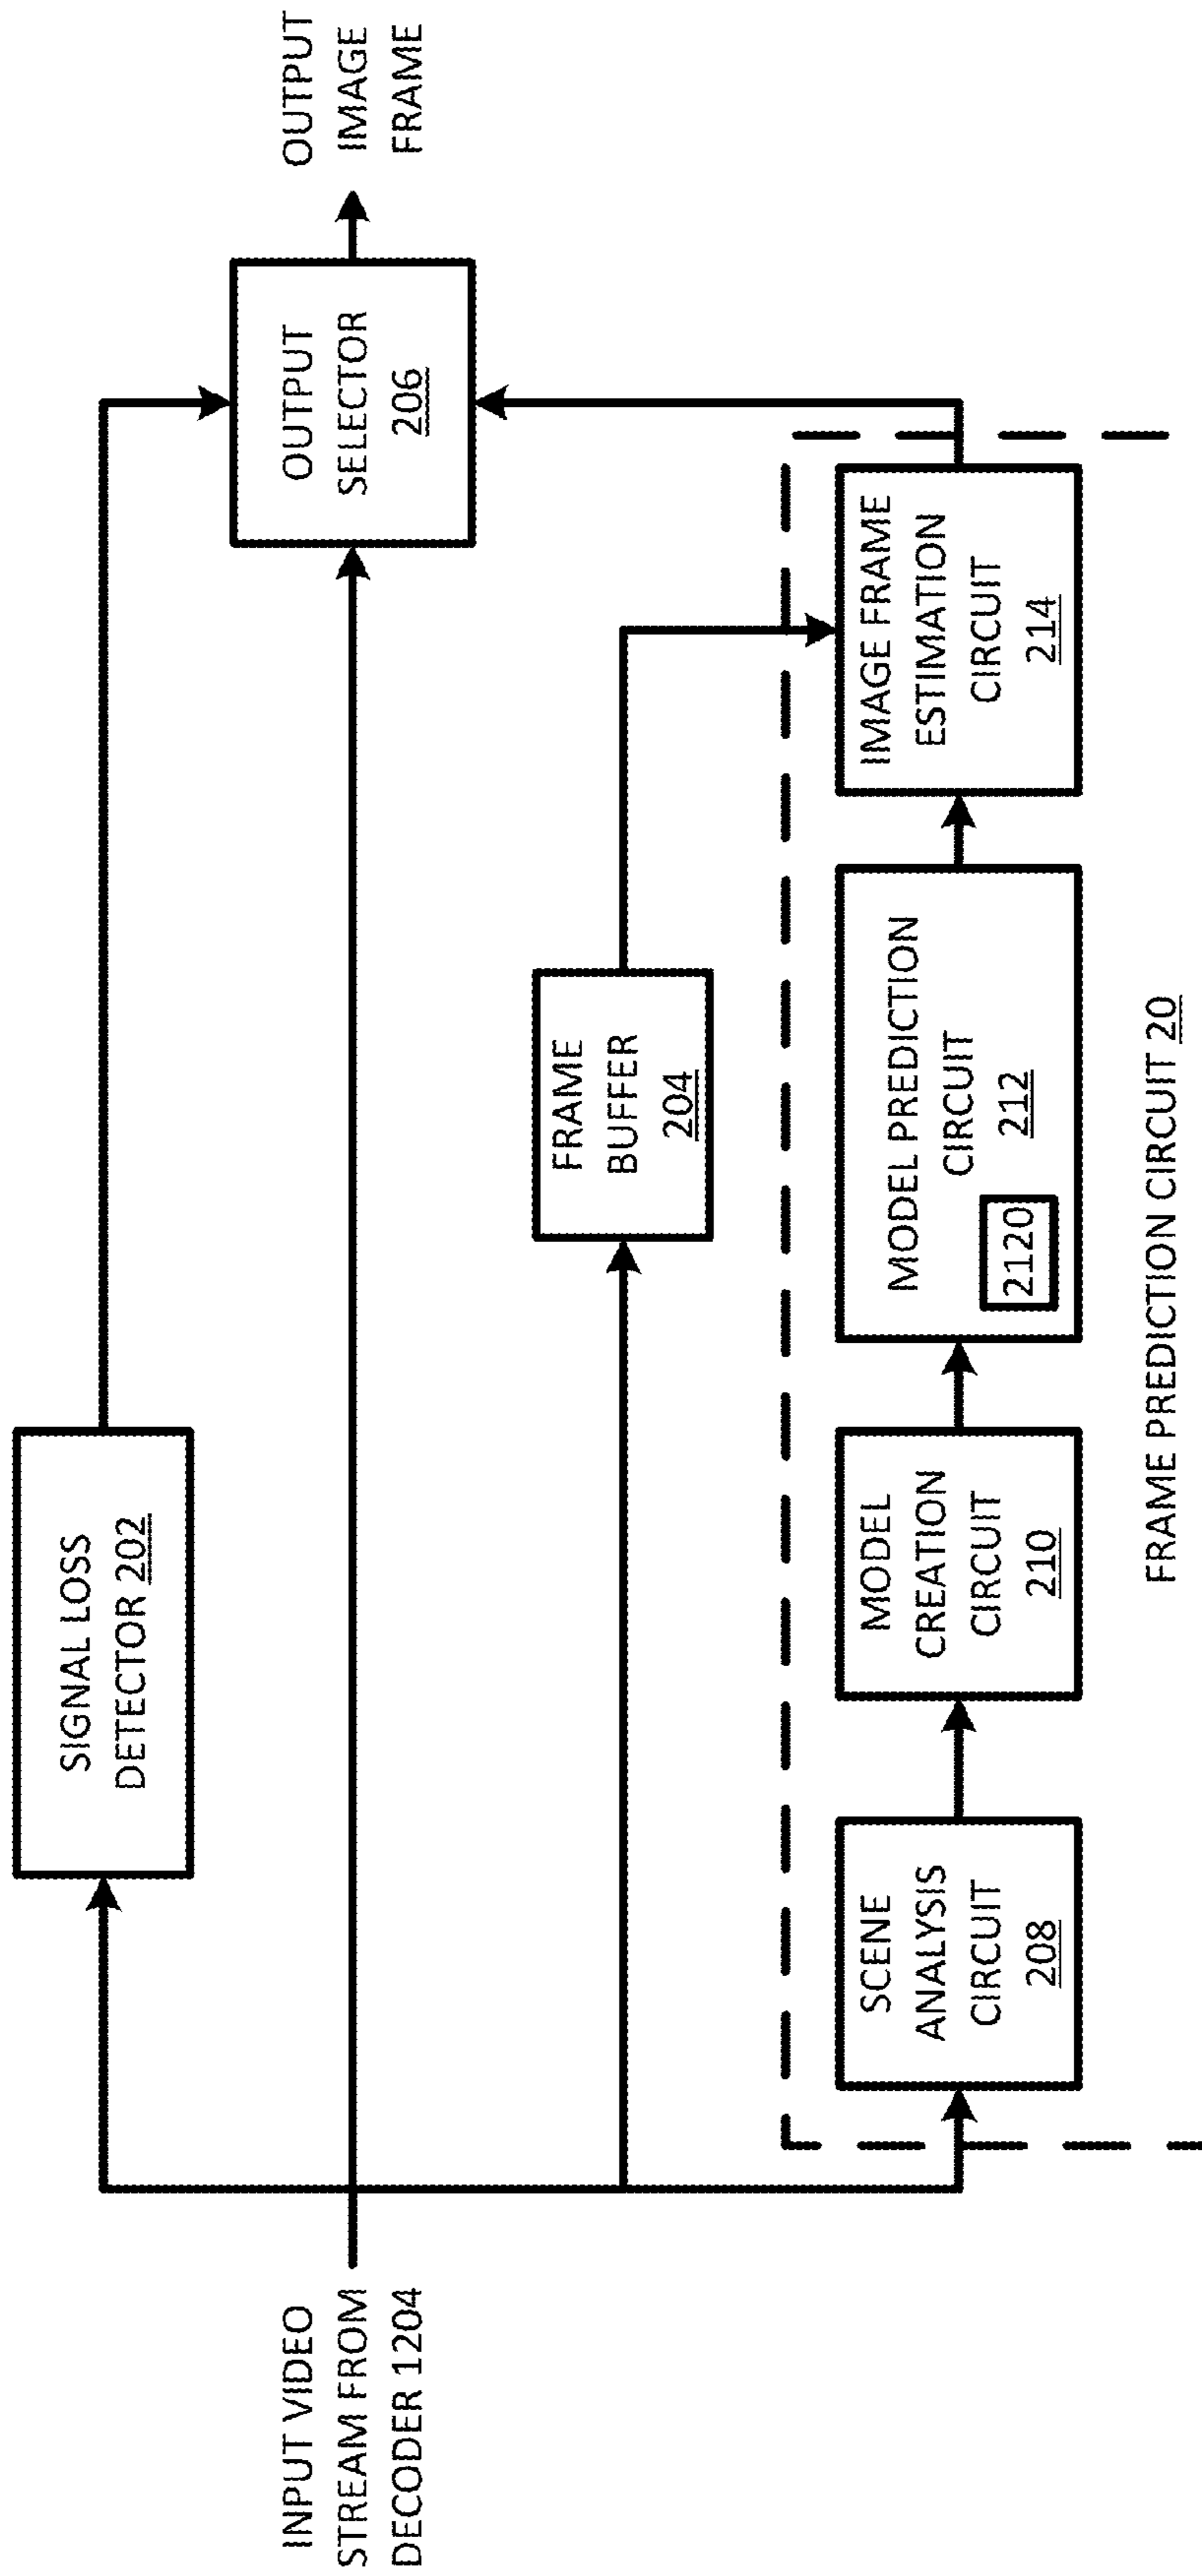 SIGNAL LOSS
DETECTOR 202
INPUT VIDEO
STREAM FROM
DECODER 1204
OUTPUT
SELECTOR
206
OUTPUT
IMAGE
FRAME
FRAME
BUFFER
204
SCENE
ANALYSIS
CIRCUIT
208
MODEL
CREATION
CIRCUIT
210
MODEL PREDICTION
CIRCUIT
212
2120
IMAGE FRAME
ESTIMATION
CIRCUIT
214
FRAME PREDICTION CIRCUIT 20